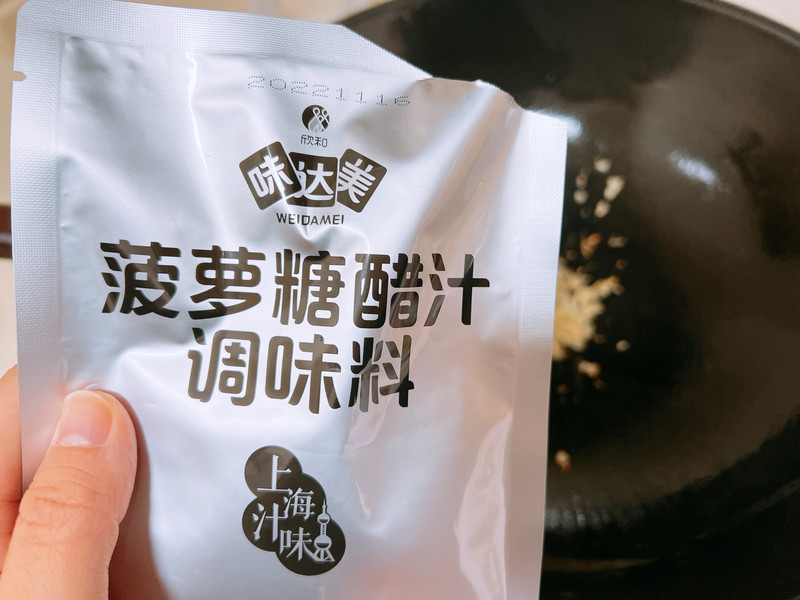 20221116
欣和
味达美
WEIDAMEI
菠萝糖醋汁
调味料
上海
汁味